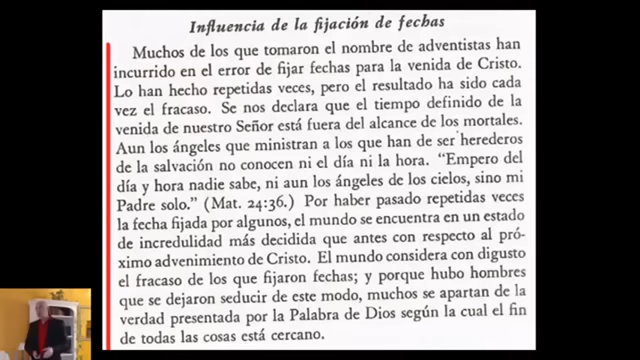 Influencia de la fijación de fechas
Muchos de los que tomaron el nombre de adventistas han
incurrido en el error de fijar fechas para la venida de Cristo.
Lo han hecho repetidas veces, pero el resultado ha sido cada
vez el fracaso. Se nos declara que el tiempo definido de la
venida de nuestro Señor está fuera del alcance de los mortales.
Aun los ángeles que ministran a los que han de ser herederos
de la salvación no conocen ni el día ni la hora. “Empero del
día y hora nadie sabe, ni aun los ángeles de los cielos, sino mi
Padre solo.” (Mat. 24:36.) Por haber pasado repetidas veces
la fecha fijada por algunos, el mundo se encuentra en un estado
de incredulidad más decidida que antes con respecto al pró-
ximo advenimiento de Cristo. El mundo considera con digusto
el fracaso de los que fijaron fechas; y porque hubo hombres
que se dejaron seducir de este modo, muchos se apartan de la
verdad presentada por la Palabra de Dios según la cual el fin
de todas las cosas está cercano.